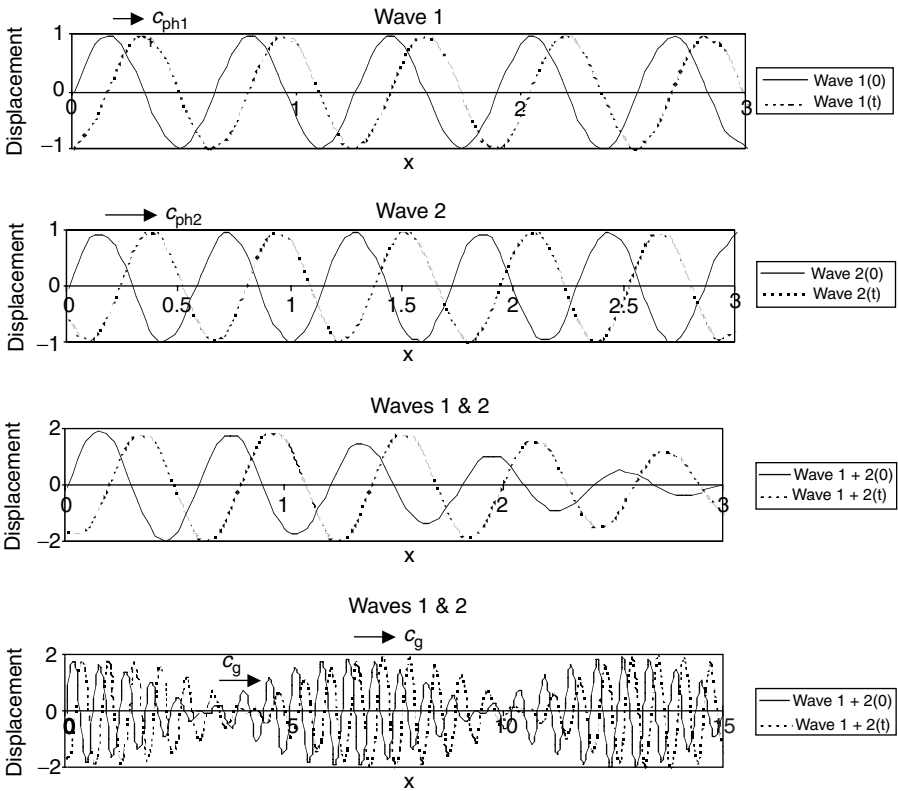 Wave 1
c_ph1
Displacement
1
0
−1
0
1
2
3
x
Wave 1(0)
Wave 1(t)
Wave 2
c_ph2
Displacement
1
0
−1
0
0.5
1
1.5
2
2.5
3
x
Wave 2(0)
Wave 2(t)
Waves 1 & 2
Displacement
2
0
−2
0
1
2
3
x
Wave 1 + 2(0)
Wave 1 + 2(t)
Waves 1 & 2
c_g
c_g
Displacement
2
0
−2
0
5
10
15
x
Wave 1 + 2(0)
Wave 1 + 2(t)